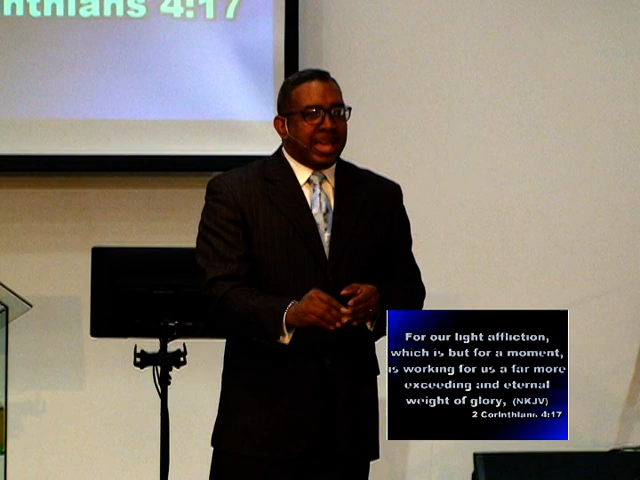 inthians 4:17
For our light affliction,
which is but for a moment,
is working for us a far more
exceeding and eternal
weight of glory, (NKJV)
2 Corinthians 4:17